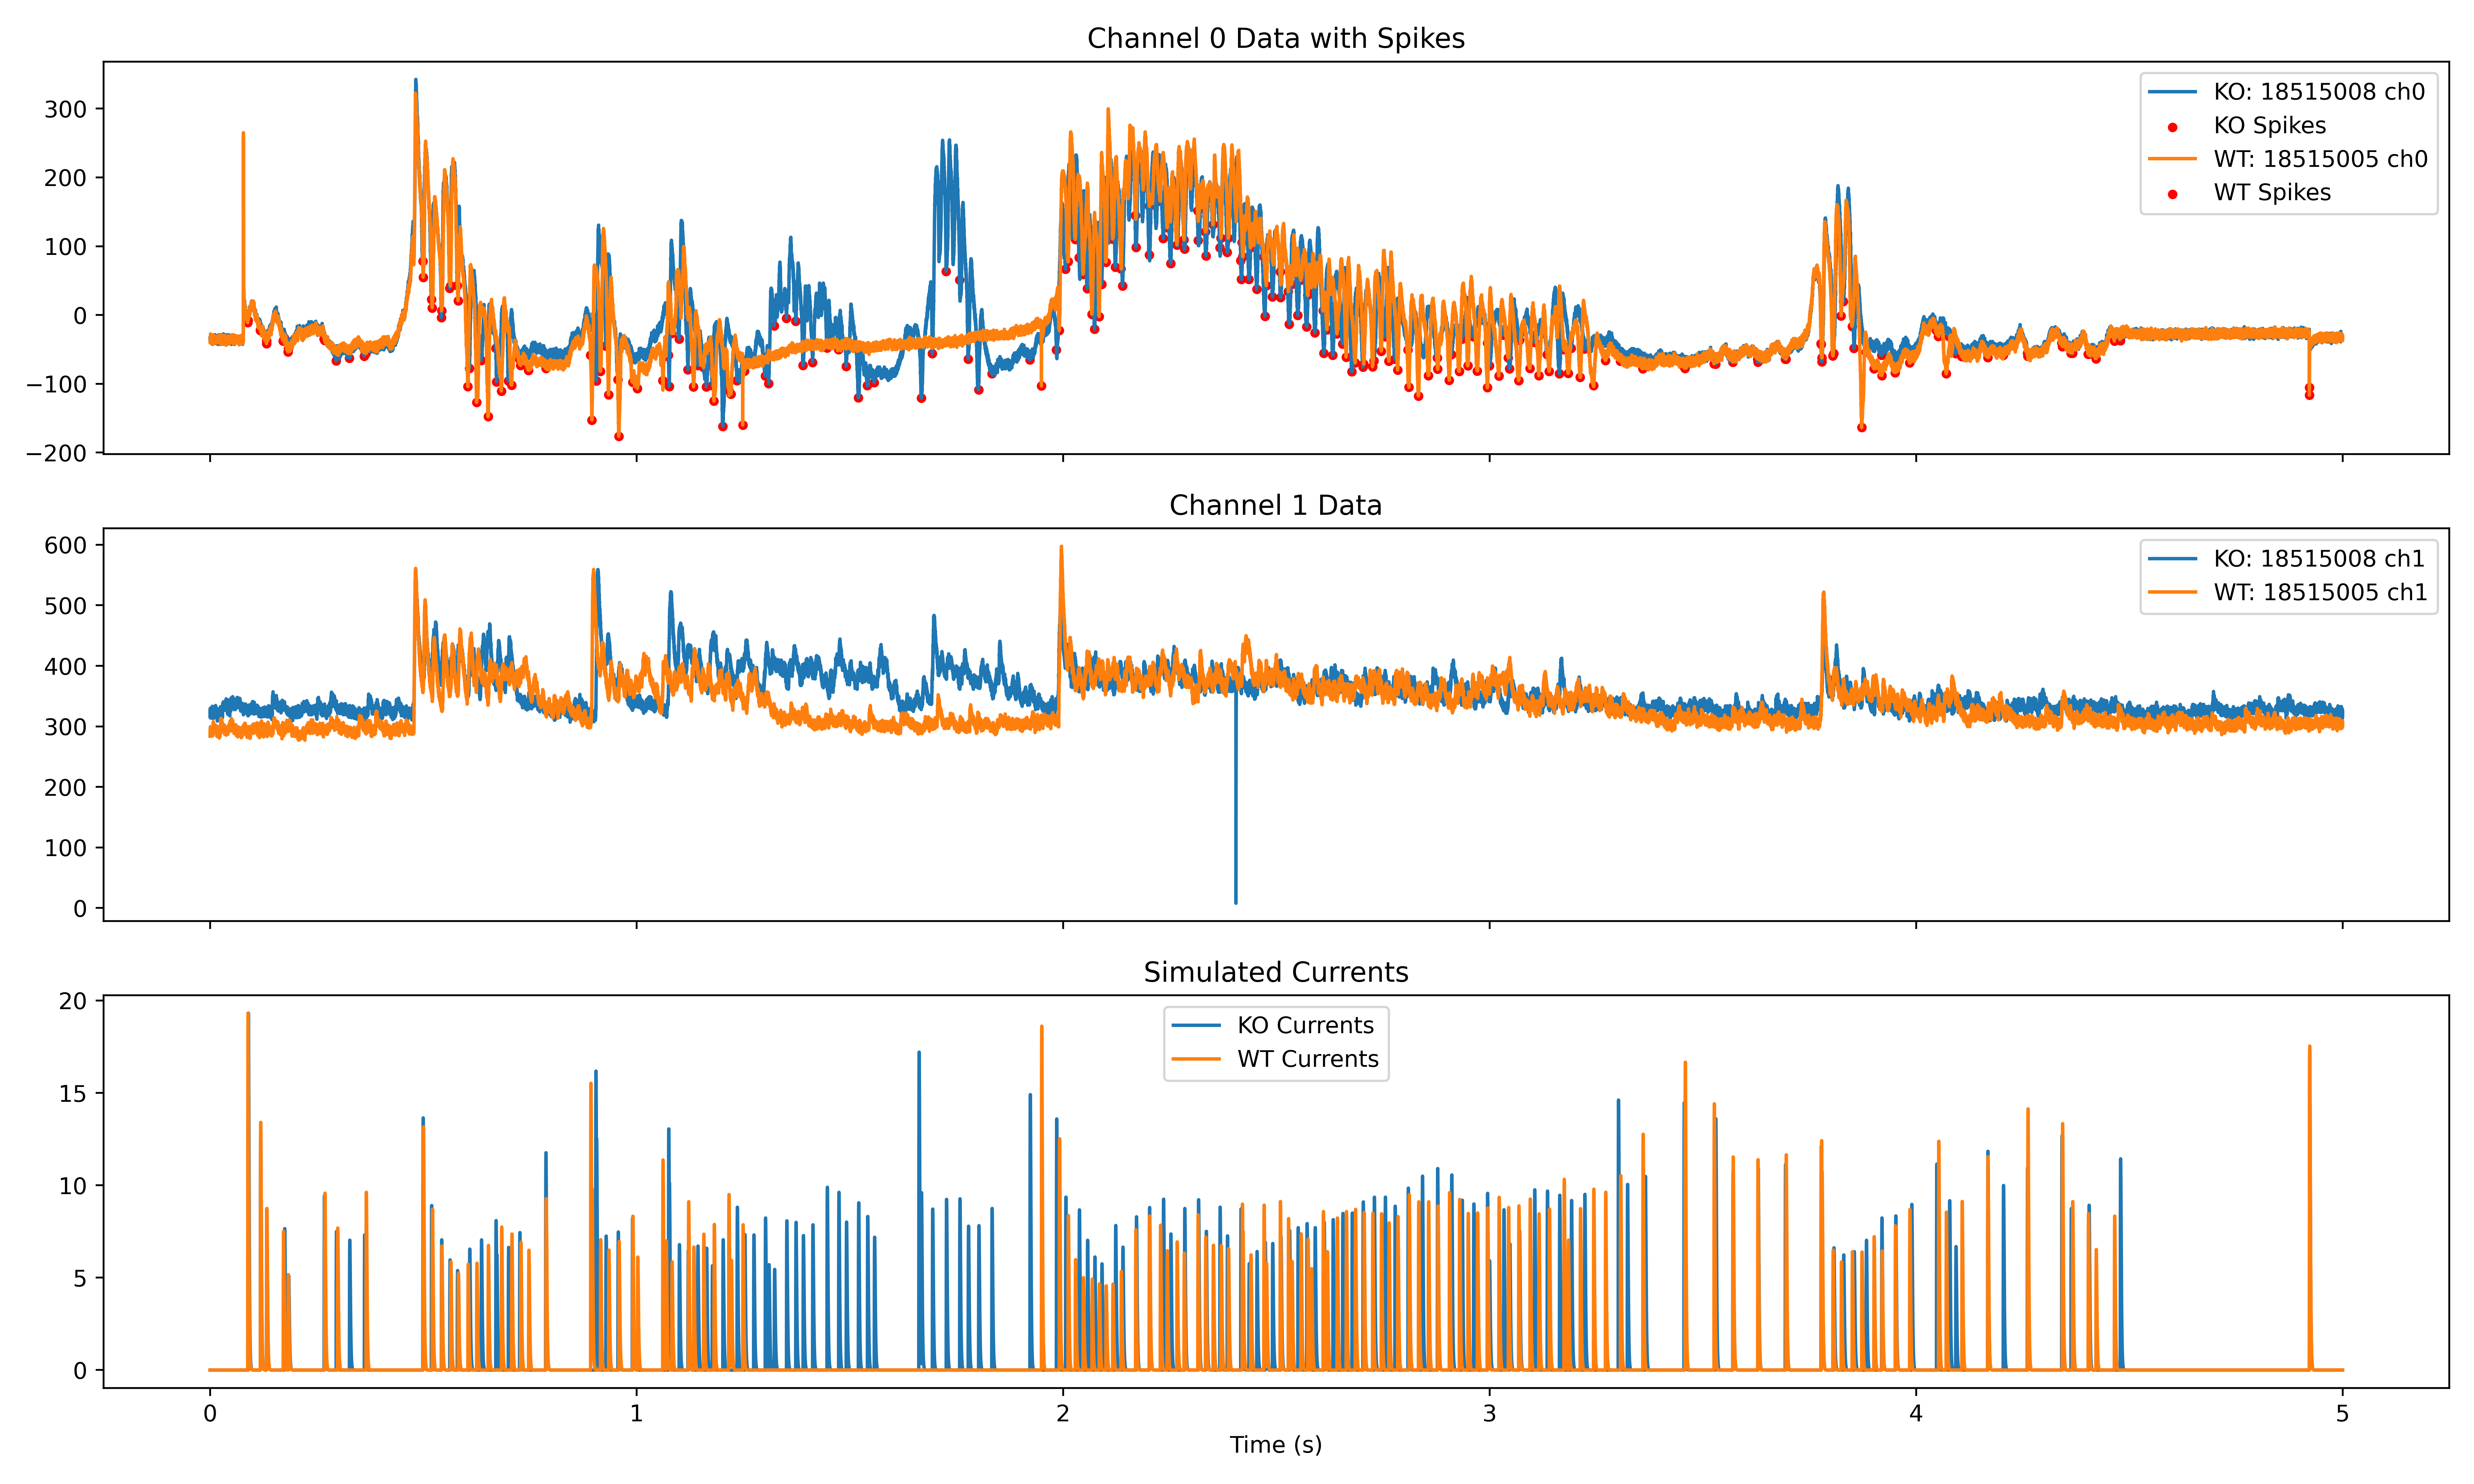 Channel 0 Data with Spikes
300
200
100
0
−100
−200
KO: 18515008 ch0
KO Spikes
WT: 18515005 ch0
WT Spikes
Channel 1 Data
600
500
400
300
200
100
0
KO: 18515008 ch1
WT: 18515005 ch1
Simulated Currents
20
15
10
5
0
KO Currents
WT Currents
0 1 2 3 4 5
Time (s)